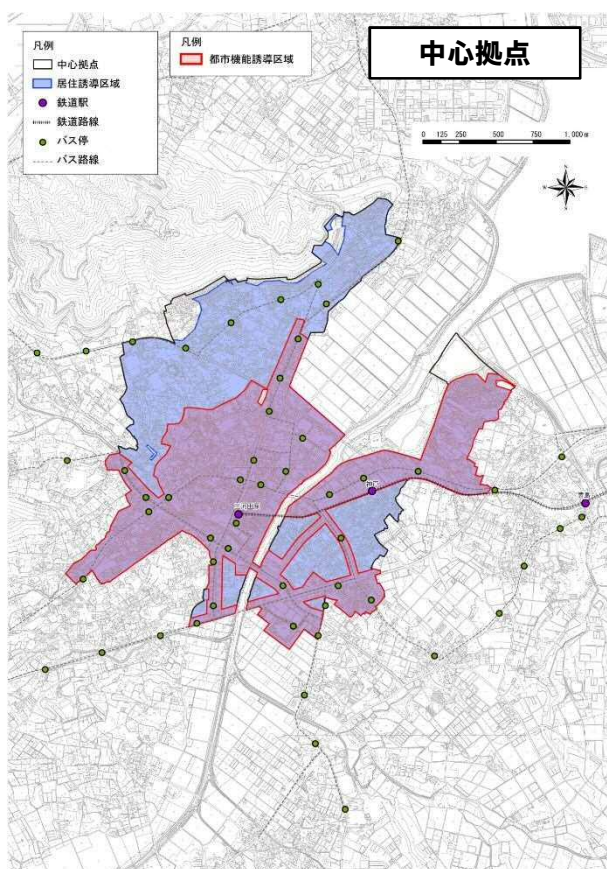 中心拠点
凡例
中心拠点
居住誘導区域
鉄道駅
鉄道路線
バス停
バス路線
凡例
都市機能誘導区域
0 125 250 500 750 1,000
N